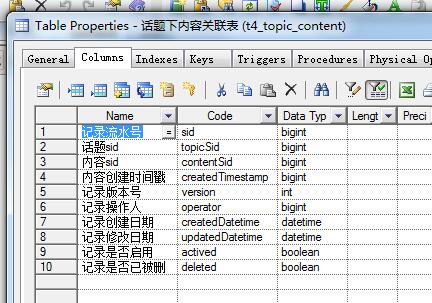 Table Properties - 话题下内容关联表 (t4_topic_content)
General Columns Indexes Keys Triggers Procedures Physical Op
Name Code Data Typ Lengt Preci
1 记录流水号 = sid bigint
2 话题sid topicSid bigint
3 内容sid contentSid bigint
4 内容创建时间戳 createdTimestamp bigint
5 记录版本号 version int
6 记录操作人 operator bigint
7 记录创建日期 createdDatetime datetime
8 记录修改日期 updatedDatetime datetime
9 记录是否启用 actived boolean
10 记录是否已被删 deleted boolean